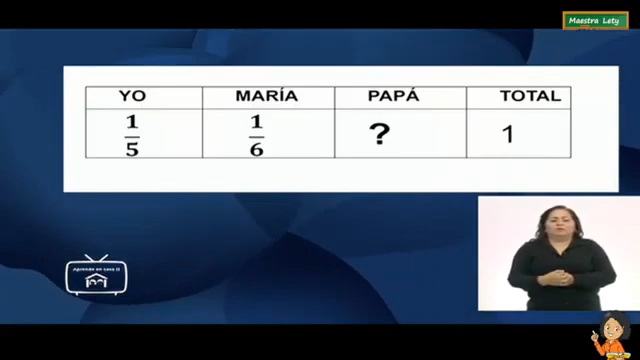 Maestra Lety
YO MARÍA PAPÁ TOTAL
1/5 1/6 ? 1
Aprende en casa II